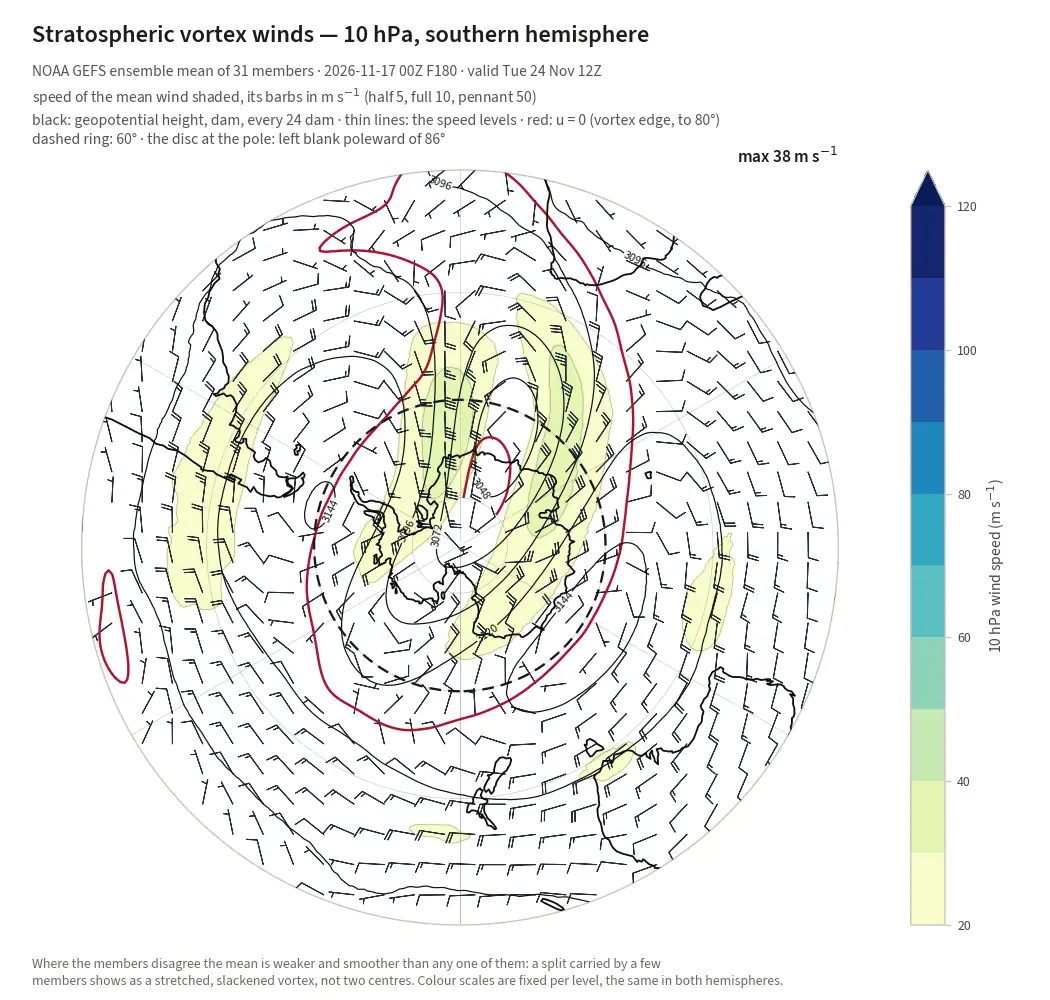 Stratospheric vortex winds — 10 hPa, southern hemisphere
NOAA GEFS ensemble mean of 31 members · 2026-11-17 00Z F180 · valid Tue 24 Nov 12Z
speed of the mean wind shaded, its barbs in m s⁻¹ (half 5, full 10, pennant 50)
black: geopotential height, dam, every 24 dam · thin lines: the speed levels · red: u = 0 (vortex edge, to 80°)
dashed ring: 60° · the disc at the pole: left blank poleward of 86°
max 38 m s⁻¹
3096
3144
3048
3072
3144
120
100
80
60
40
20
10 hPa wind speed (m s⁻¹)
Where the members disagree the mean is weaker and smoother than any one of them: a split carried by a few
members shows as a stretched, slackened vortex, not two centres. Colour scales are fixed per level, the same in both hemispheres.